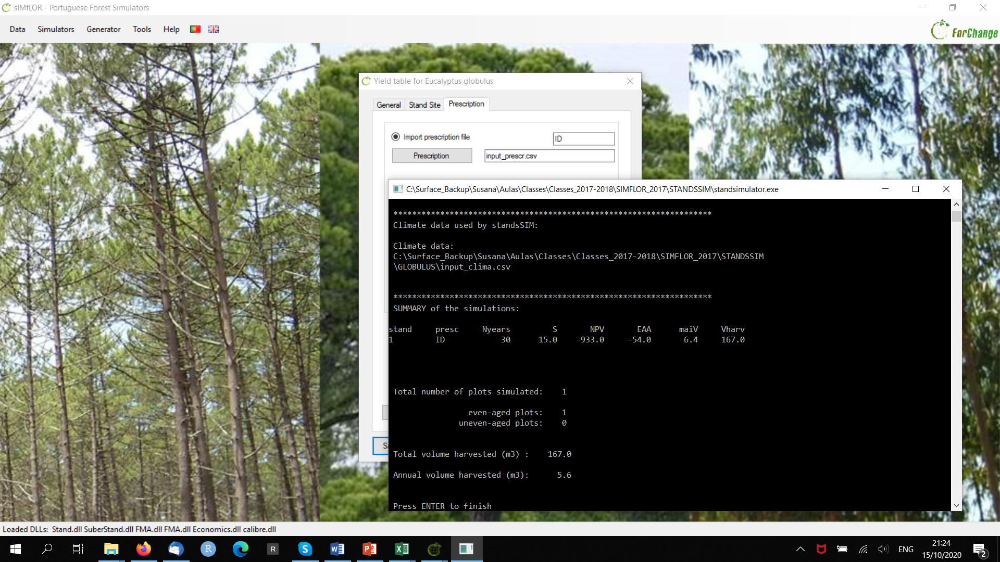 sIMfLOR - Portuguese Forest Simulators
Data Simulators Generator Tools Help
ForChange
Yield table for Eucalyptus globulus
General Stand Site Prescription
Import prescription file ID
Prescription input_prescr.csv
C:\Surface_Backup\Susana\Aulas\Classes\Classes_2017-2018\SIMFLOR_2017\STANDSSIM\standsimulator.exe
********************************************************************
Climate data used by standsSIM:
Climate data:
C:\Surface_Backup\Susana\Aulas\Classes\Classes_2017-2018\SIMFLOR_2017\STANDSSIM
\GLOBULUS\input_clima.csv
********************************************************************
SUMMARY of the simulations:
stand presc Nyears S NPV EAA maiV Vharv
1 ID 30 15.0 -933.0 -54.0 6.4 167.0
Total number of plots simulated: 1
even-aged plots: 1
uneven-aged plots: 0
Total volume harvested (m3) : 167.0
Annual volume harvested (m3): 5.6
Press ENTER to finish
Loaded DLLs: Stand.dll SuberStand.dll FMA.dll FMA.dll Economics.dll calibre.dll
ENG
21:24
15/10/2020
2